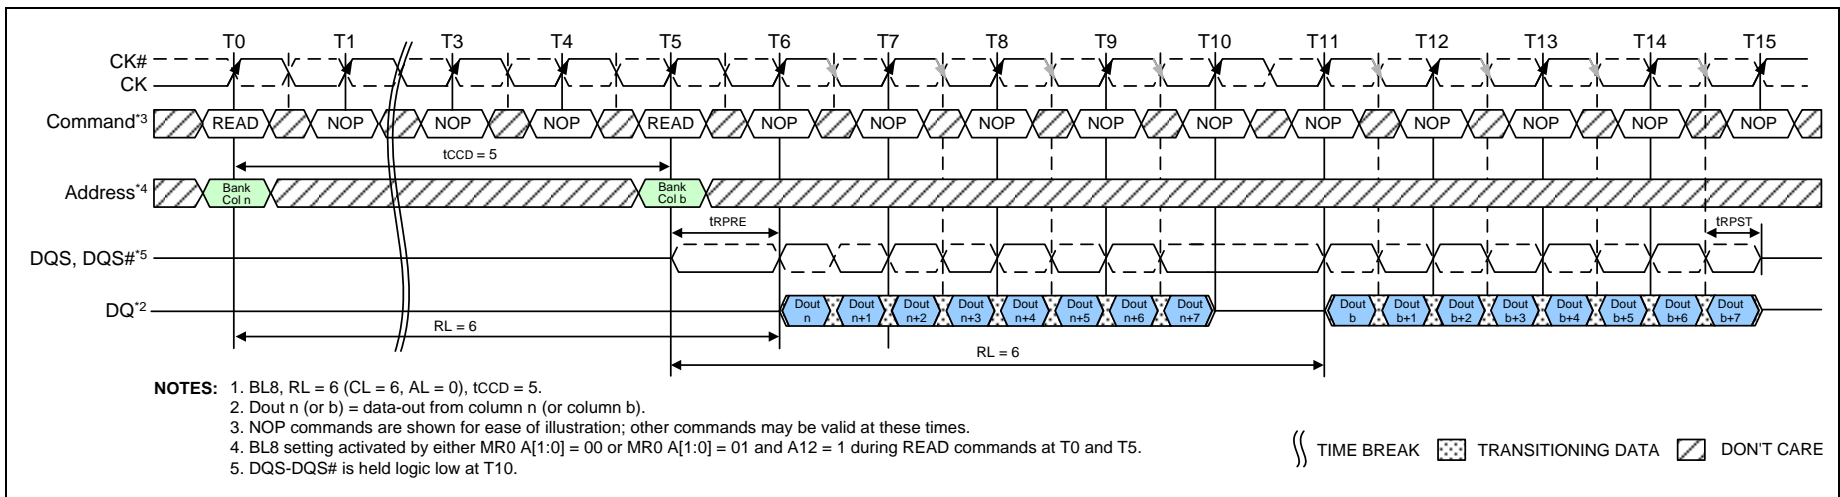 T0 T1 T3 T4 T5 T6 T7 T8 T9 T10 T11 T12 T13 T14 T15
CK#
CK
Command*3 READ NOP NOP NOP READ NOP NOP NOP NOP NOP NOP NOP NOP NOP NOP
tCCD = 5
Address*4 Bank Col n Bank Col b
tRPRE tRPST
DQS, DQS#*5
DQ*2 Dout n Dout n+1 Dout n+2 Dout n+3 Dout n+4 Dout n+5 Dout n+6 Dout n+7 Dout b Dout b+1 Dout b+2 Dout b+3 Dout b+4 Dout b+5 Dout b+6 Dout b+7
RL = 6
RL = 6
NOTES: 1. BL8, RL = 6 (CL = 6, AL = 0), tCCD = 5.
2. Dout n (or b) = data-out from column n (or column b).
3. NOP commands are shown for ease of illustration; other commands may be valid at these times.
4. BL8 setting activated by either MR0 A[1:0] = 00 or MR0 A[1:0] = 01 and A12 = 1 during READ commands at T0 and T5.
5. DQS-DQS# is held logic low at T10.
TIME BREAK TRANSITIONING DATA DON'T CARE